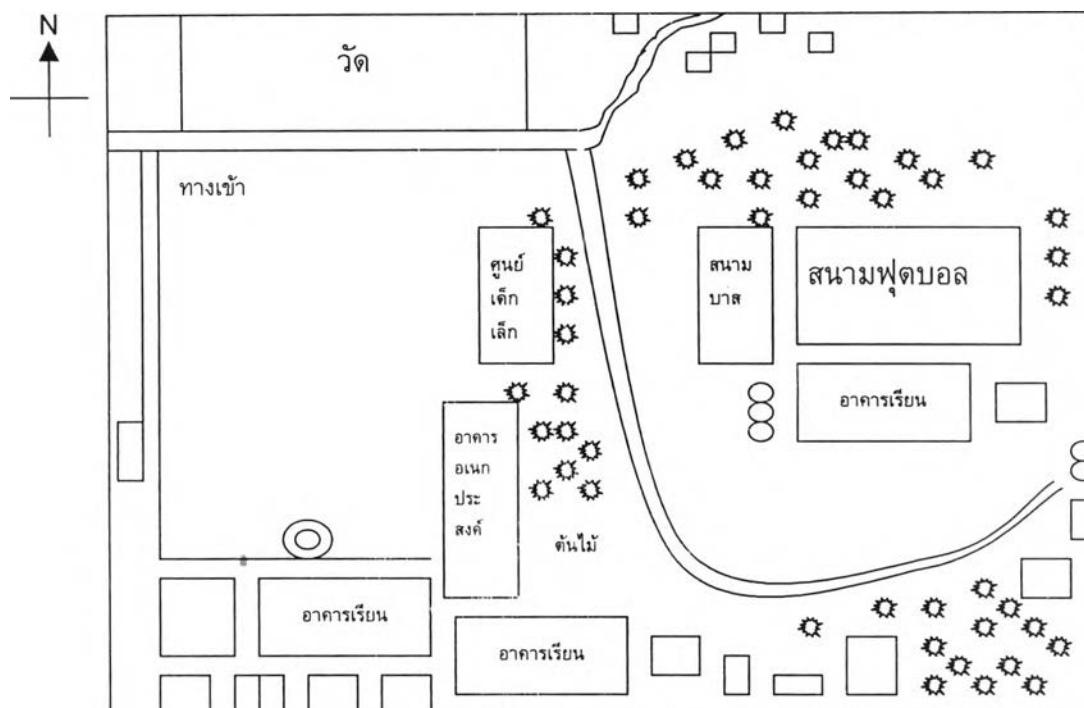 N
วัด
ทางเข้า
ศูนย์
เด็ก
เล็ก
สนาม
บาส
สนามฟุตบอล
อาคารเรียน
อาคาร
อเนก
ประ
สงค์
ต้นไม้
อาคารเรียน
อาคารเรียน